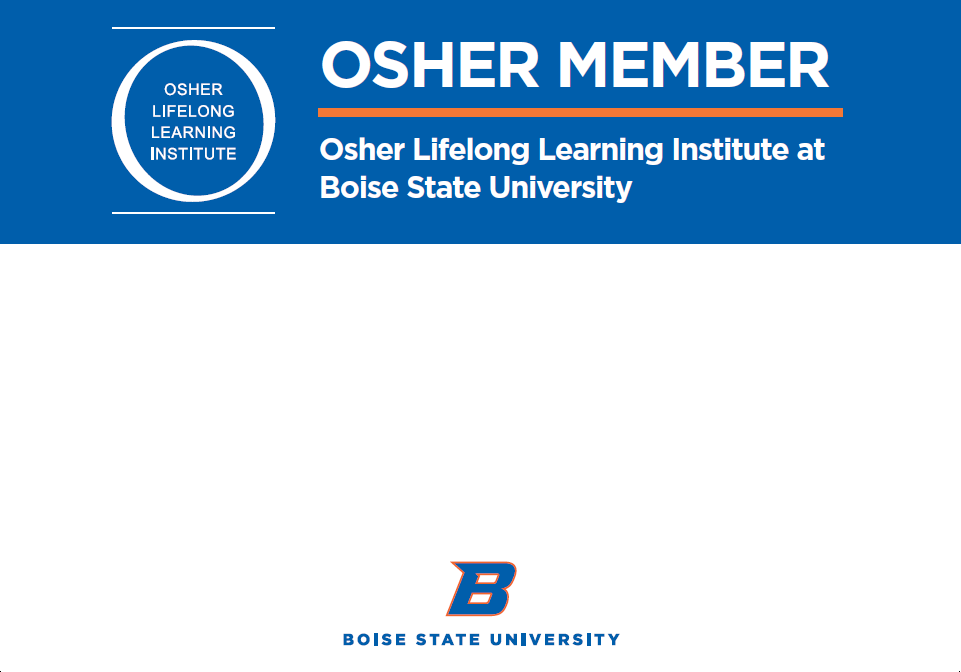 OSHER
LIFELONG
LEARNING
INSTITUTE
OSHER MEMBER
Osher Lifelong Learning Institute at
Boise State University
B
BOISE STATE UNIVERSITY